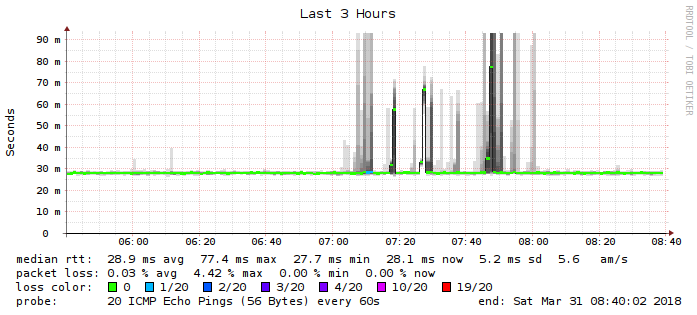 Last 3 Hours
RRDTOOL / TOBI OETIKER
Seconds
90 m
80 m
70 m
60 m
50 m
40 m
30 m
20 m
10 m
0
06:00 06:20 06:40 07:00 07:20 07:40 08:00 08:20 08:40
median rtt: 28.9 ms avg 77.4 ms max 27.7 ms min 28.1 ms now 5.2 ms sd 5.6 am/s
packet loss: 0.03 % avg 4.42 % max 0.00 % min 0.00 % now
loss color: 0 1/20 2/20 3/20 4/20 10/20 19/20
probe: 20 ICMP Echo Pings (56 Bytes) every 60s end: Sat Mar 31 08:40:02 2018